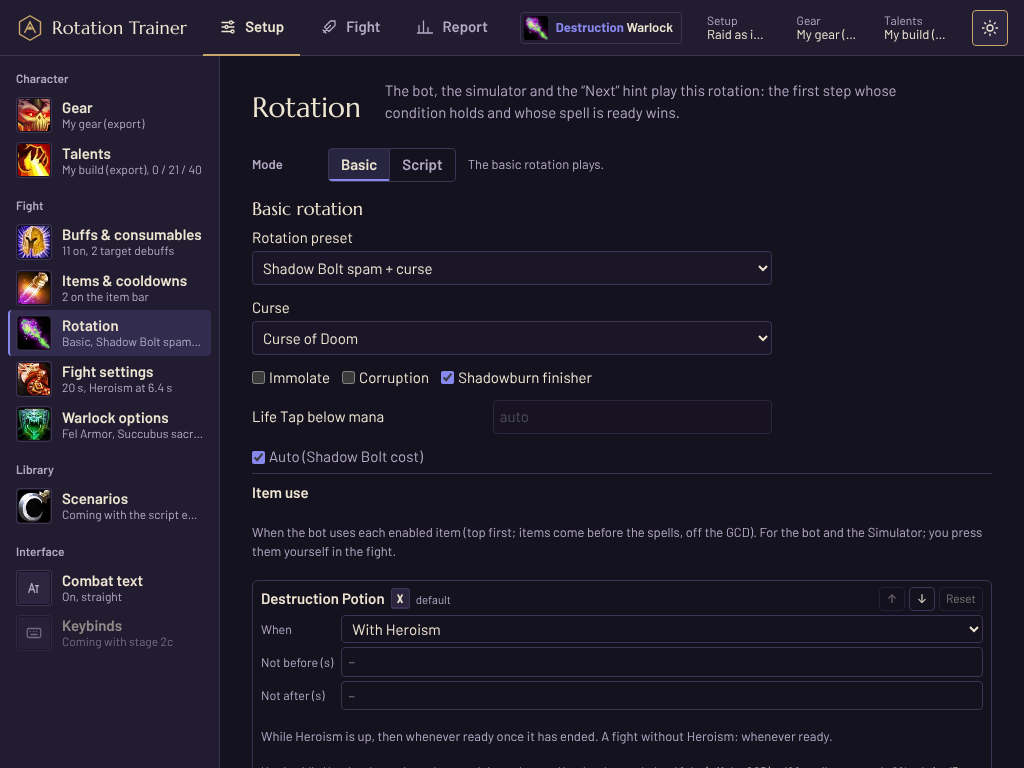 Rotation Trainer
Setup
Fight
Report
Destruction Warlock
Setup
Raid as i...
Gear
My gear (...
Talents
My build (...
Character
Gear
My gear (export)
Talents
My build (export), 0 / 21 / 40
Fight
Buffs & consumables
11 on, 2 target debuffs
Items & cooldowns
2 on the item bar
Rotation
Basic, Shadow Bolt spam...
Fight settings
20 s, Heroism at 6.4 s
Warlock options
Fel Armor, Succubus sacr...
Library
Scenarios
Coming with the script e...
Interface
AT
Combat text
On, straight
Keybinds
Coming with stage 2c
Rotation
The bot, the simulator and the “Next” hint play this rotation: the first step whose
condition holds and whose spell is ready wins.
Mode
Basic
Script
The basic rotation plays.
Basic rotation
Rotation preset
Shadow Bolt spam + curse
Curse
Curse of Doom
Immolate
Corruption
Shadowburn finisher
Life Tap below mana
auto
Auto (Shadow Bolt cost)
Item use
When the bot uses each enabled item (top first; items come before the spells, off the GCD). For the bot and the Simulator; you press
them yourself in the fight.
Destruction Potion X default
↑
↓
Reset
When
With Heroism
Not before (s)
–
Not after (s)
–
While Heroism is up, then whenever ready once it has ended. A fight without Heroism: whenever ready.